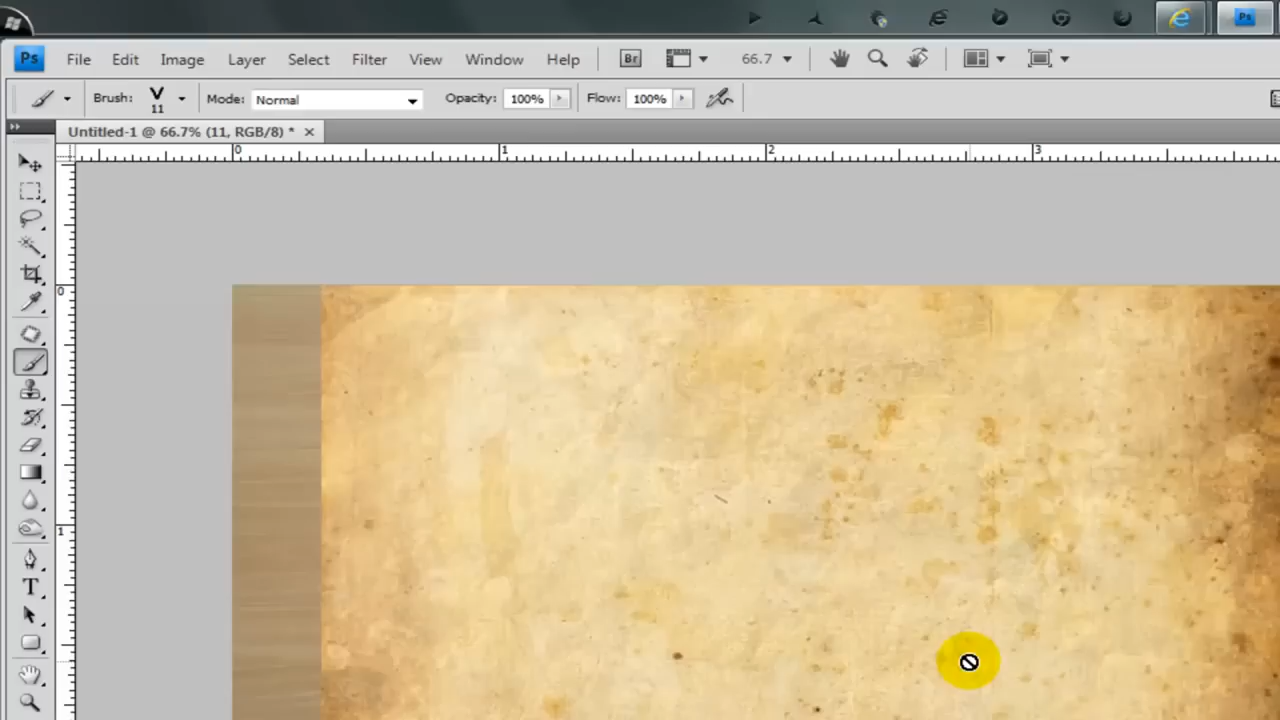 Ps
Ps File Edit Image Layer Select Filter View Window Help Br 66.7
Brush: 11 Mode: Normal Opacity: 100% Flow: 100%
Untitled-1 @ 66.7% (11, RGB/8) * ×
0 1 2 3
0
1
T